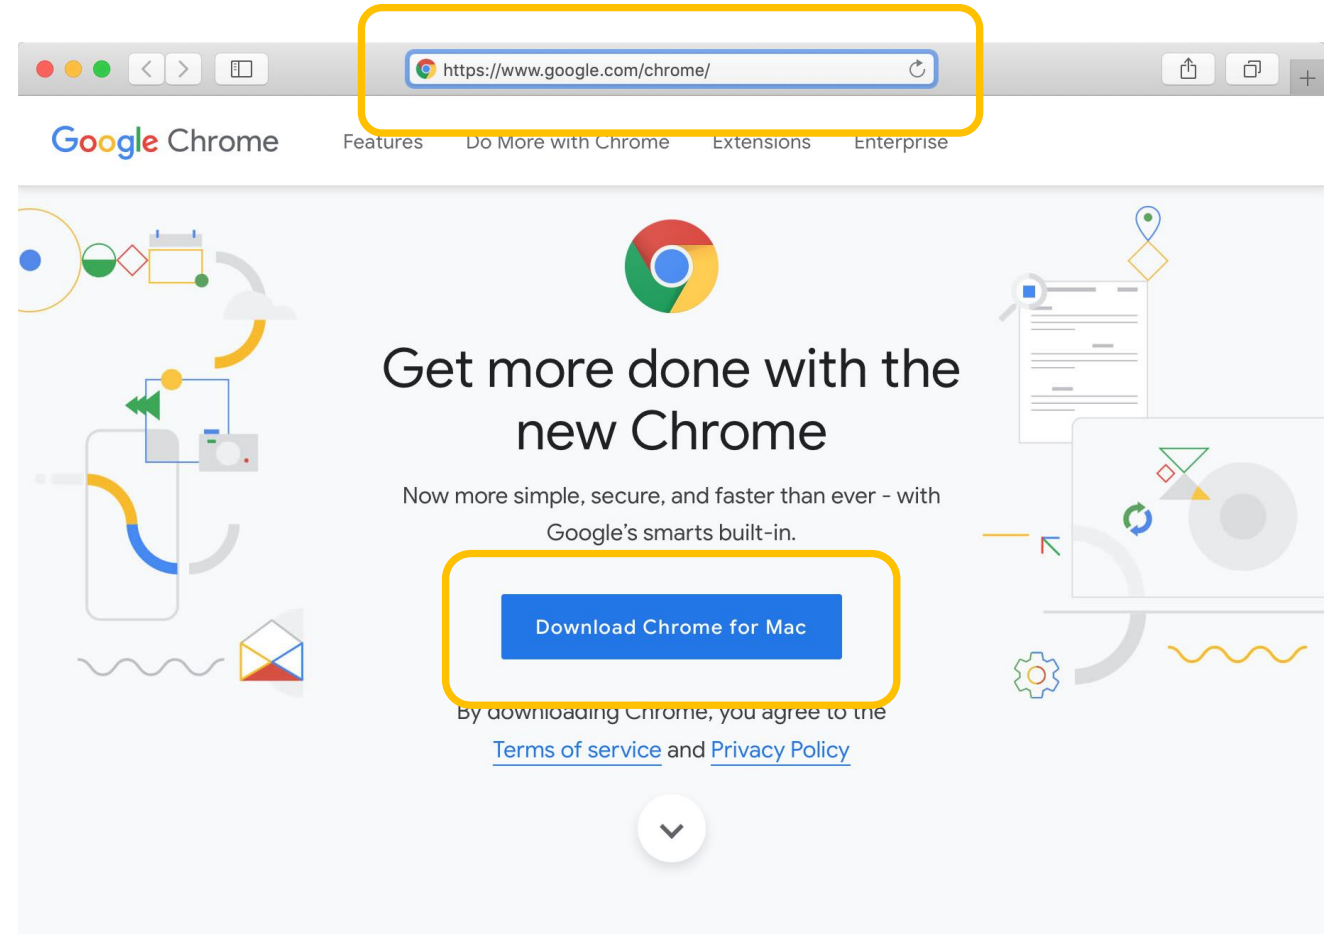 https://www.google.com/chrome/
Google Chrome Features Do More with Chrome Extensions Enterprise
Get more done with the
new Chrome
Now more simple, secure, and faster than ever - with
Google’s smarts built-in.
Download Chrome for Mac
By downloading Chrome, you agree to the
Terms of service and Privacy Policy